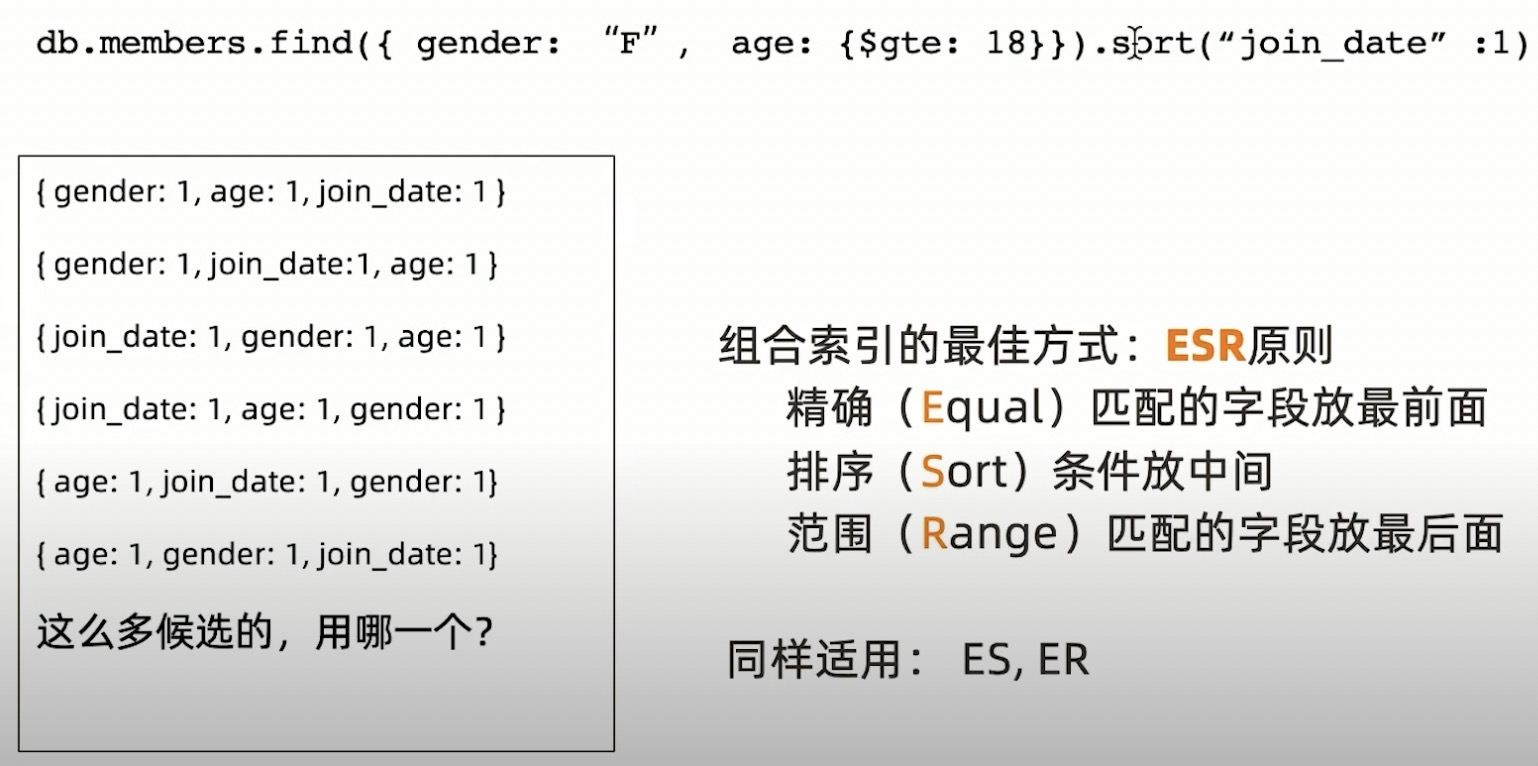 db.members.find({ gender: “F” , age: {$gte: 18}}).sort(“join_date” :1)
{ gender: 1, age: 1, join_date: 1 }
{ gender: 1, join_date:1, age: 1 }
{ join_date: 1, gender: 1, age: 1 }
{ join_date: 1, age: 1, gender: 1 }
{ age: 1, join_date: 1, gender: 1}
{ age: 1, gender: 1, join_date: 1}
这么多候选的，用哪一个？
组合索引的最佳方式：ESR原则
精确（Equal）匹配的字段放最前面
排序（Sort）条件放中间
范围（Range）匹配的字段放最后面
同样适用： ES, ER